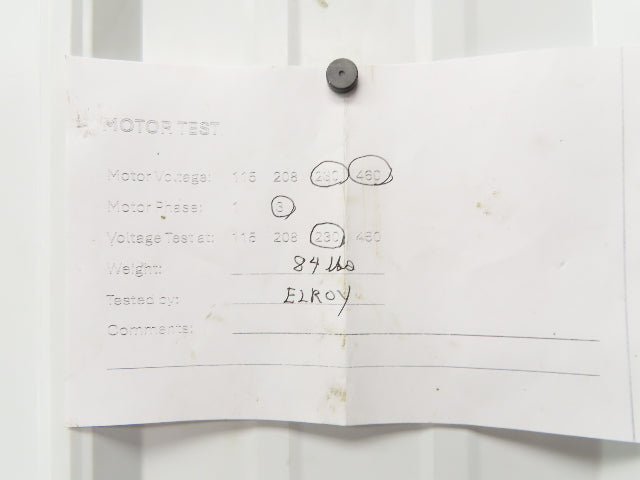 MOTOR TEST
Motor Voltage: 115 208 230 460
Motor Phase: 1 3
Voltage Test at: 115 208 230 460
Weight: 84 lbs
Tested by: ELROY
Comments: